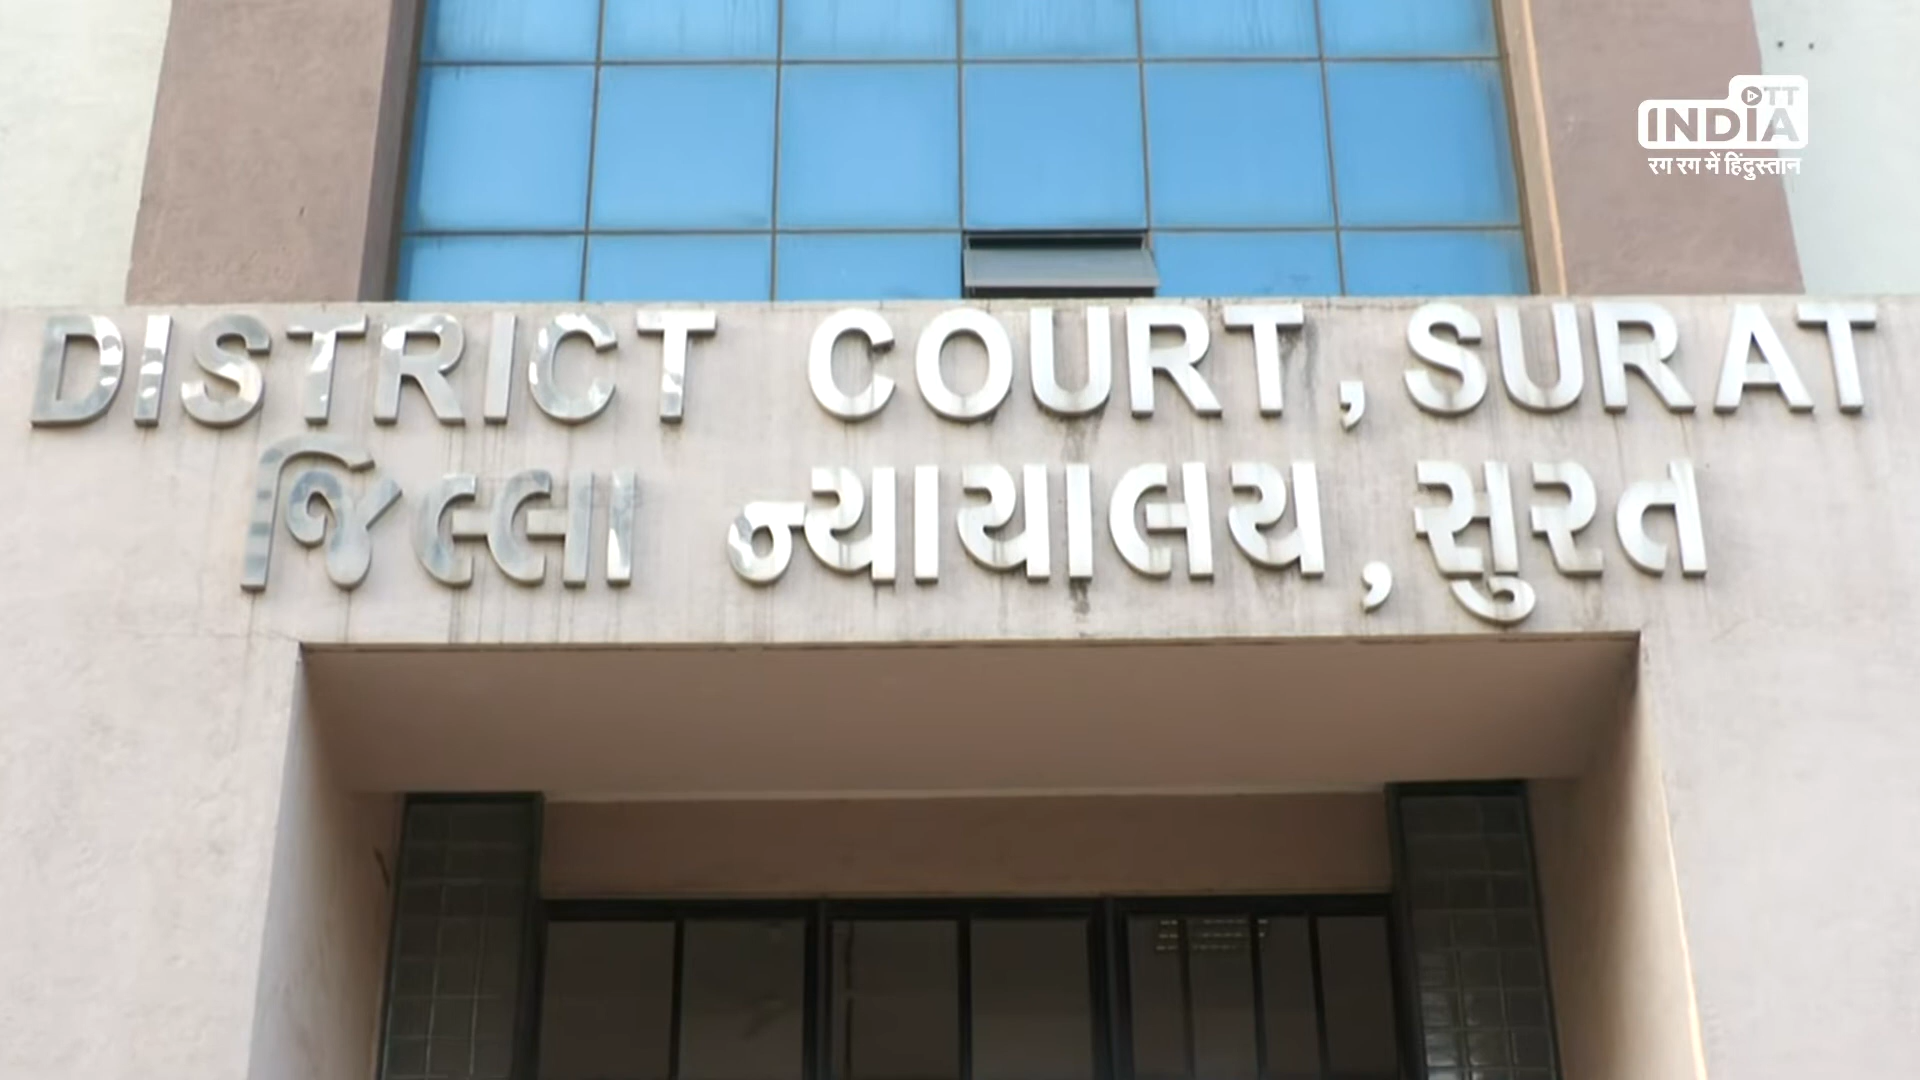 OTT
INDIA
रग रग में हिंदुस्तान
DISTRICT COURT, SURAT
જિલ્લા ન્યાયાલય, સુરત